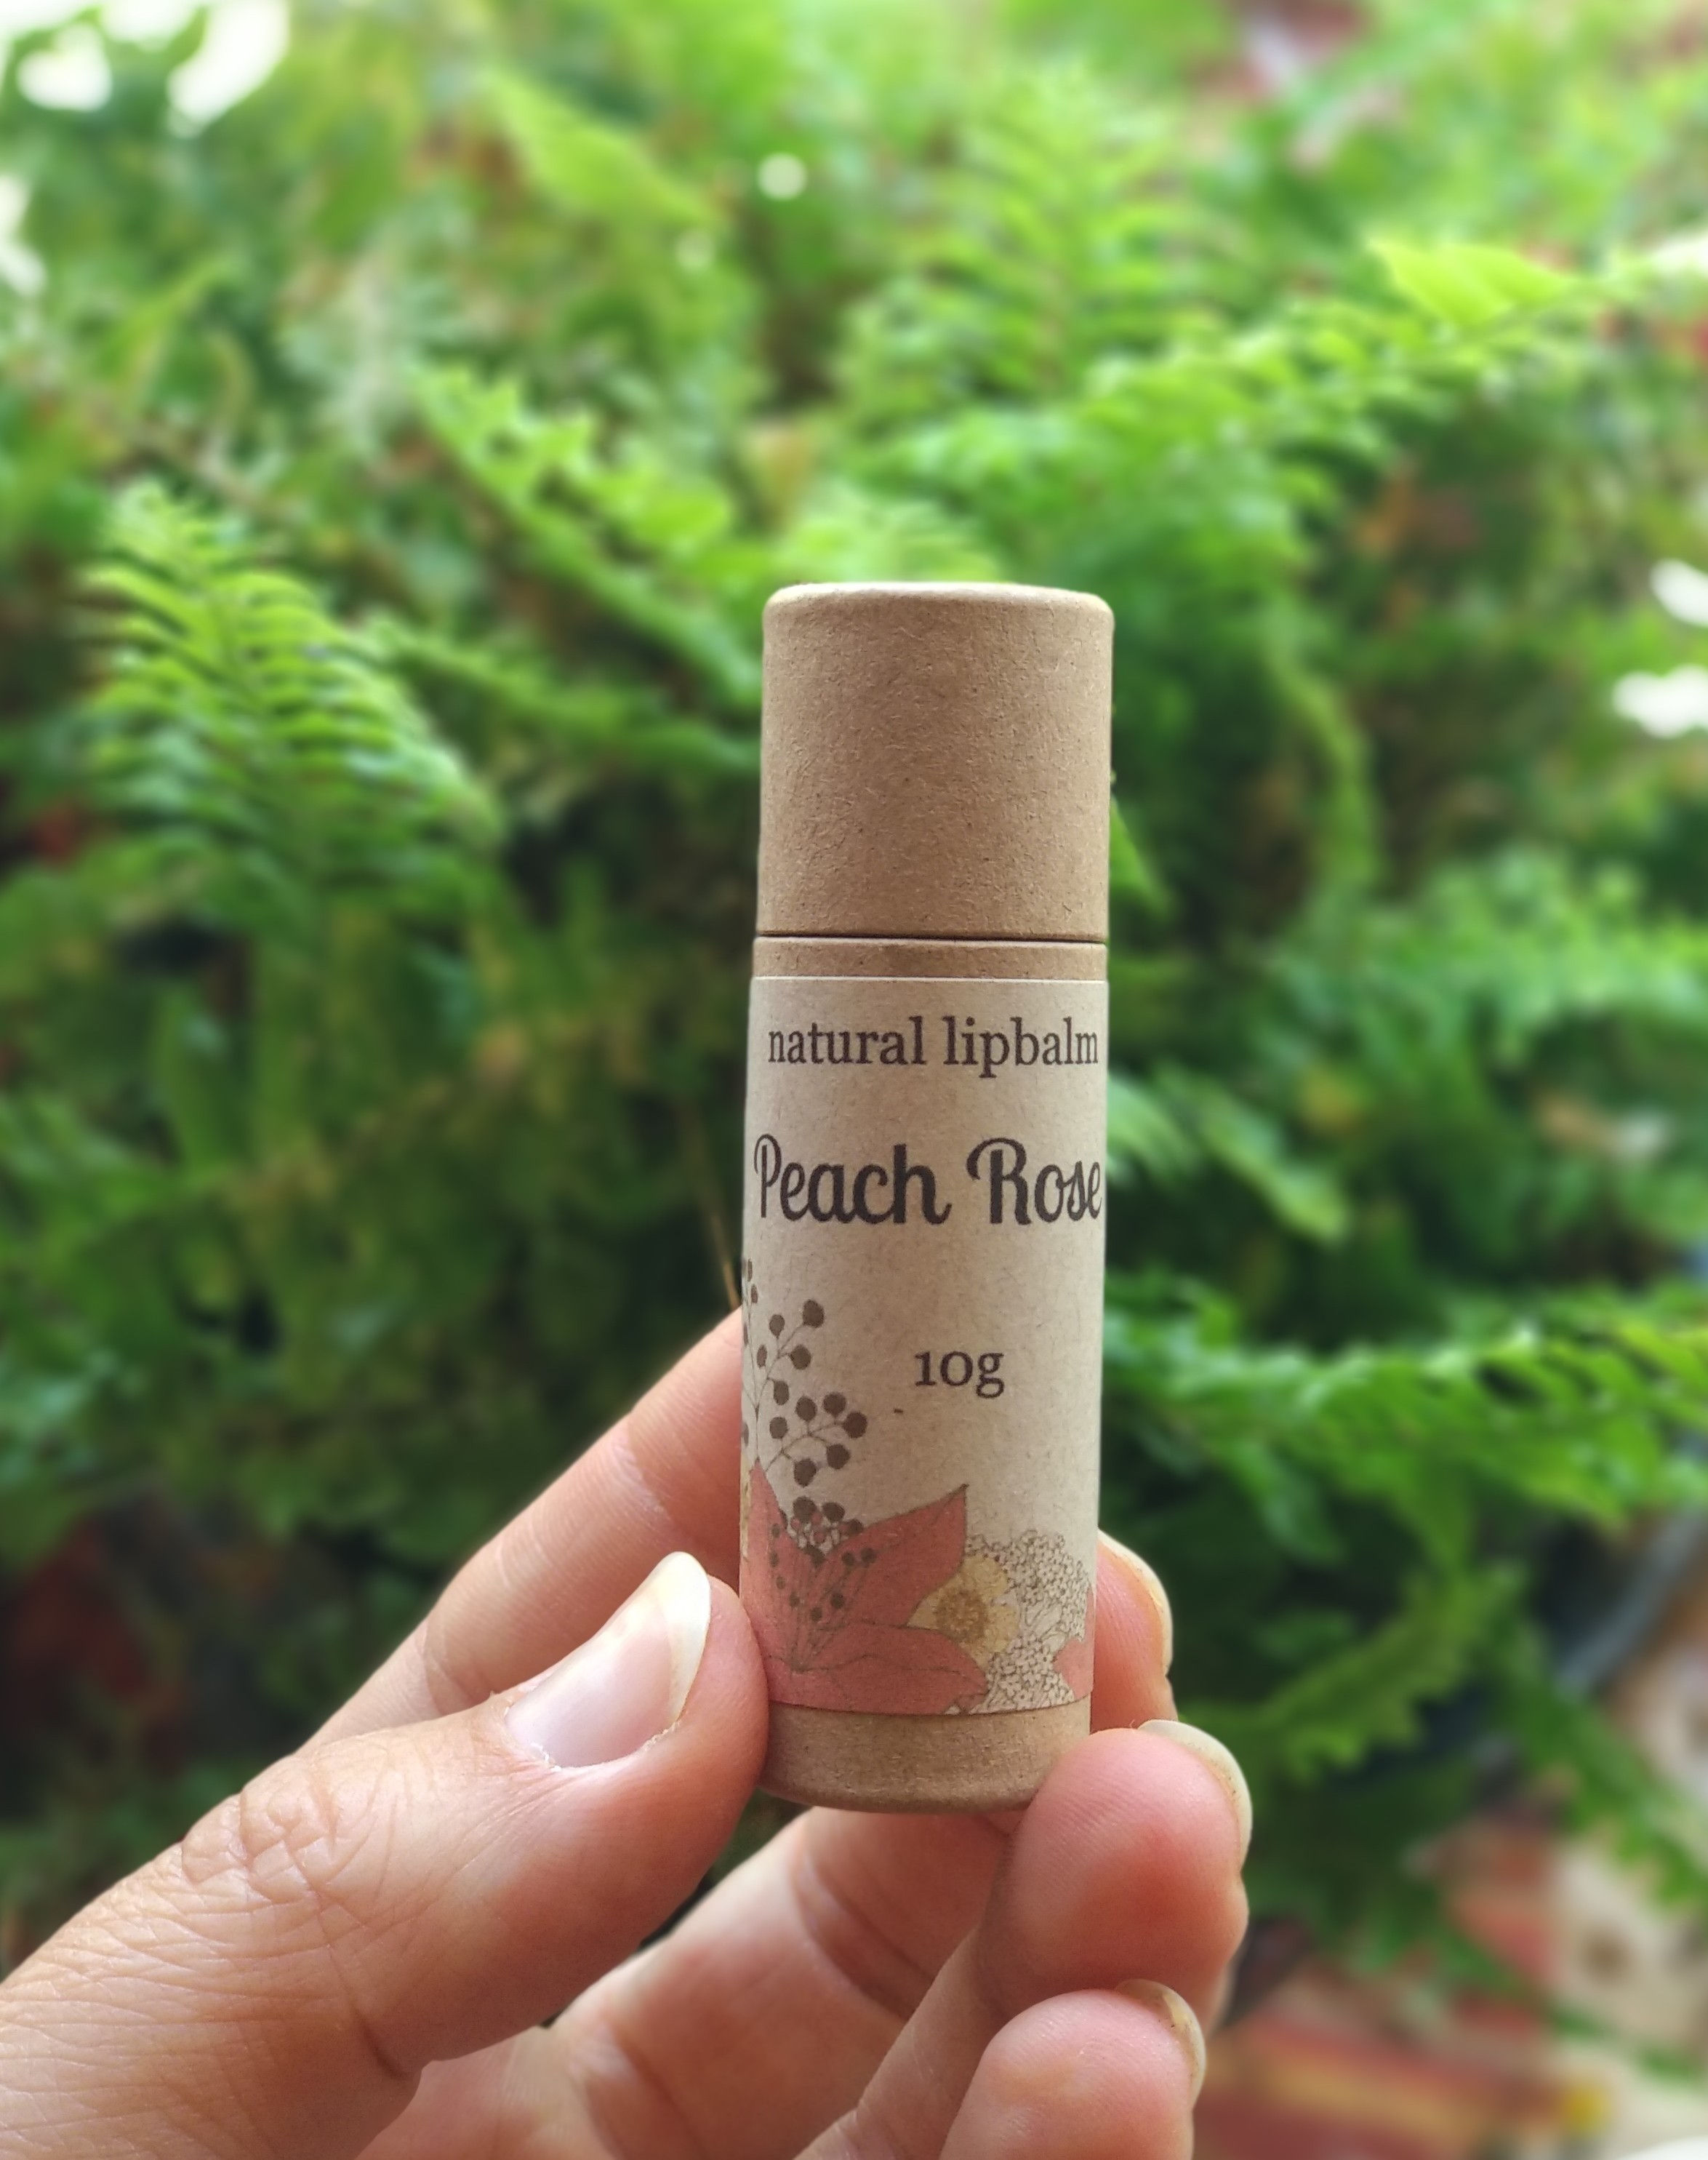 natural lipbalm
Peach Rose
10g